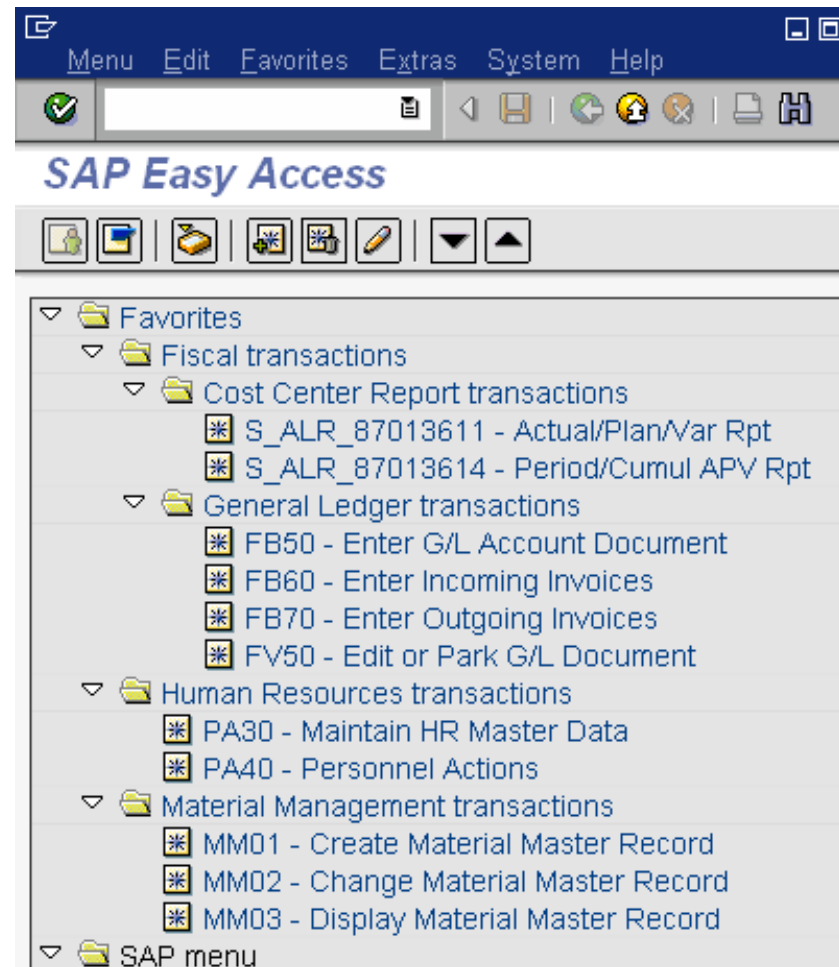 Menu Edit Favorites Extras System Help
SAP Easy Access
Favorites
Fiscal transactions
Cost Center Report transactions
S_ALR_87013611 - Actual/Plan/Var Rpt
S_ALR_87013614 - Period/Cumul APV Rpt
General Ledger transactions
FB50 - Enter G/L Account Document
FB60 - Enter Incoming Invoices
FB70 - Enter Outgoing Invoices
FV50 - Edit or Park G/L Document
Human Resources transactions
PA30 - Maintain HR Master Data
PA40 - Personnel Actions
Material Management transactions
MM01 - Create Material Master Record
MM02 - Change Material Master Record
MM03 - Display Material Master Record
SAP menu